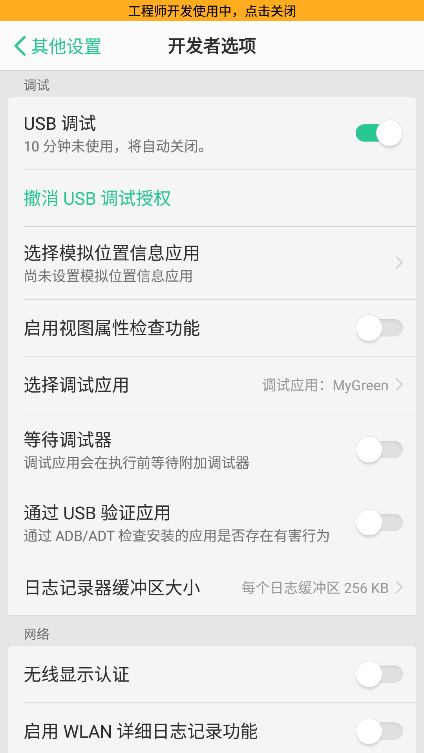 工程师开发使用中，点击关闭
其他设置
开发者选项
调试
USB 调试
10 分钟未使用，将自动关闭。
撤消 USB 调试授权
选择模拟位置信息应用
尚未设置模拟位置信息应用
启用视图属性检查功能
选择调试应用
调试应用：MyGreen
等待调试器
调试应用会在执行前等待附加调试器
通过 USB 验证应用
通过 ADB/ADT 检查安装的应用是否存在有害行为
日志记录器缓冲区大小
每个日志缓冲区 256 KB
网络
无线显示认证
启用 WLAN 详细日志记录功能